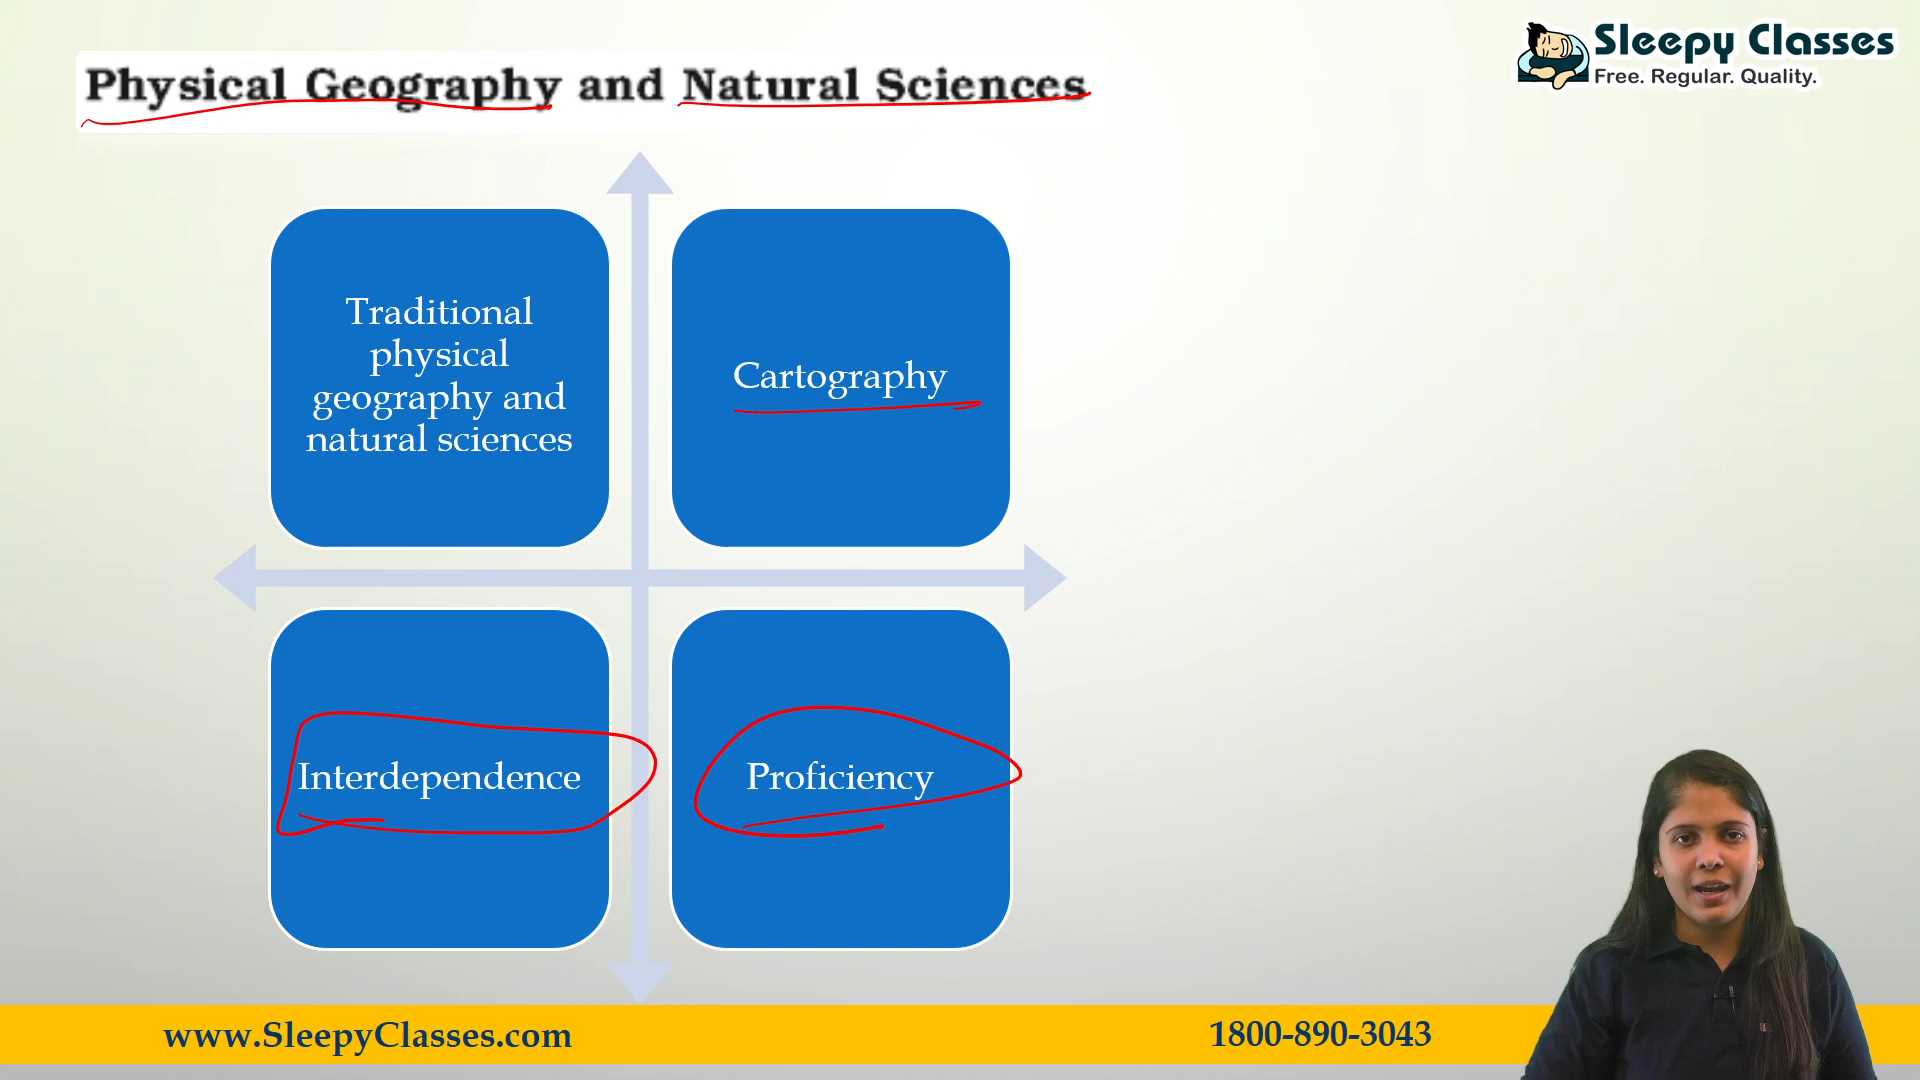 Physical Geography and Natural Sciences
Sleepy Classes
Free. Regular. Quality.
Traditional
physical
geography and
natural sciences
Cartography
Interdependence
Proficiency
www.SleepyClasses.com
1800-890-3043